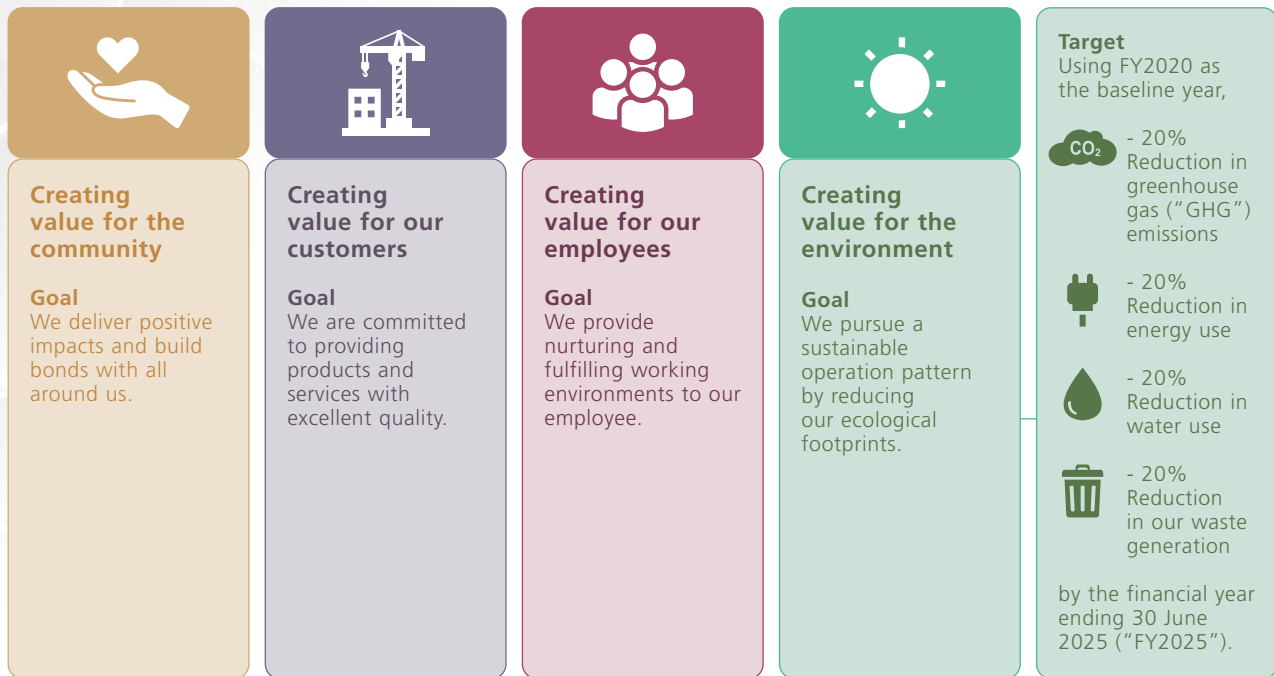 Creating
value for the
community
Goal
We deliver positive
impacts and build
bonds with all
around us.
Creating
value for our
customers
Goal
We are committed
to providing
products and
services with
excellent quality.
Creating
value for our
employees
Goal
We provide
nurturing and
fulfilling working
environments to our
employee.
Creating
value for the
environment
Goal
We pursue a
sustainable
operation pattern
by reducing
our ecological
footprints.
Target
Using FY2020 as
the baseline year,
CO₂
- 20%
Reduction in
greenhouse
gas (“GHG”)
emissions
- 20%
Reduction in
energy use
- 20%
Reduction in
water use
- 20%
Reduction
in our waste
generation
by the financial year
ending 30 June
2025 (“FY2025”).